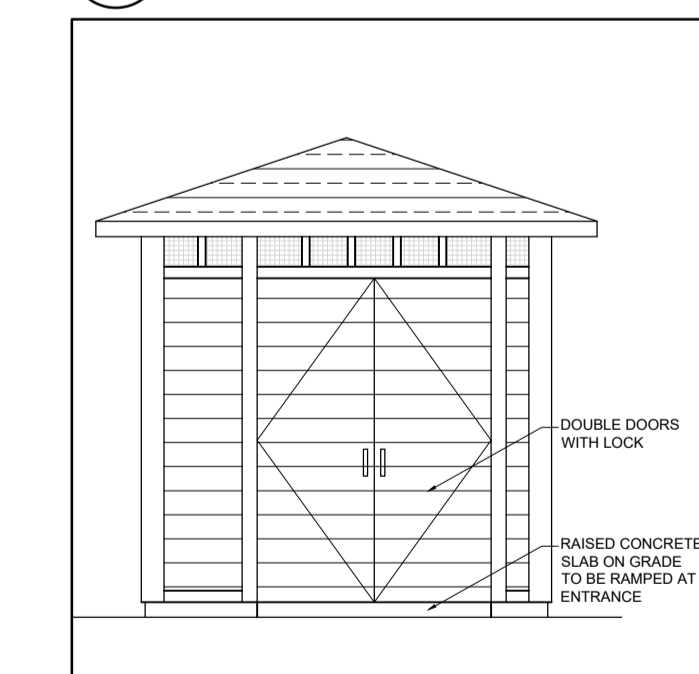 DOUBLE DOORS
WITH LOCK
RAISED CONCRETE
SLAB ON GRADE
TO BE RAMPED AT
ENTRANCE